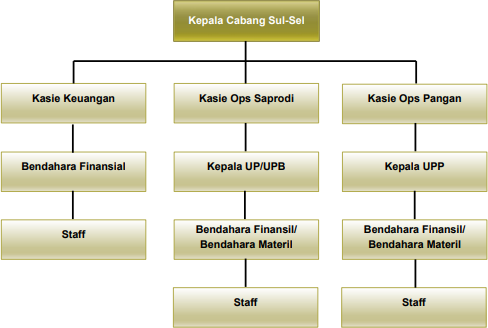 Kepala Cabang Sul-Sel
Kasie Keuangan
Kasie Ops Saprodi
Kasie Ops Pangan
Bendahara Finansial
Kepala UP/UPB
Kepala UPP
Staff
Bendahara Finansil/
Bendahara Materil
Bendahara Finansil/
Bendahara Materil
Staff
Staff